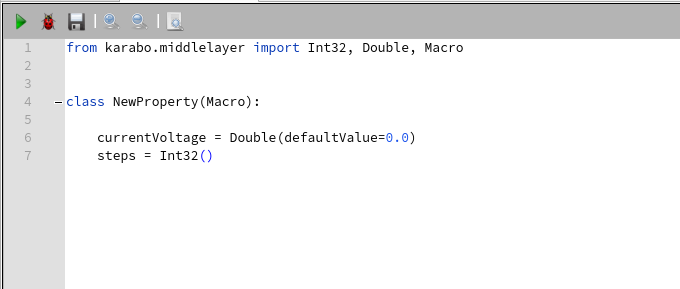 1 from karabo.middlelayer import Int32, Double, Macro
2
3
4 class NewProperty(Macro):
5
6 currentVoltage = Double(defaultValue=0.0)
7 steps = Int32()